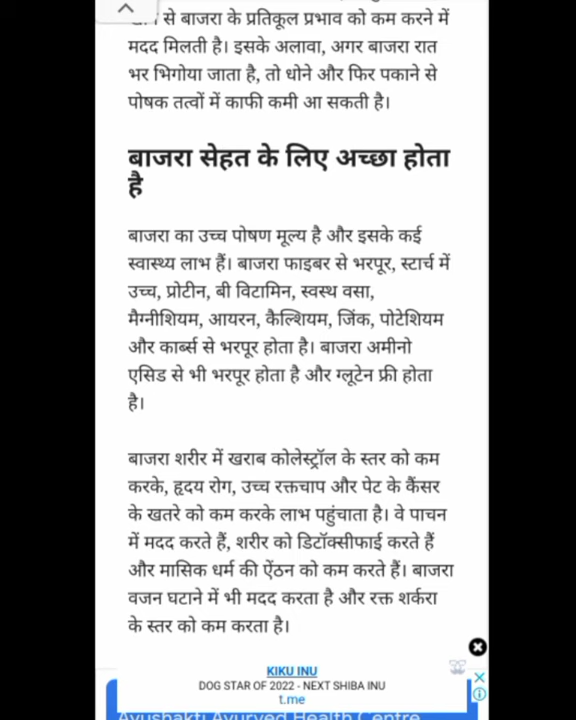 से बाजरा के प्रतिकूल प्रभाव को कम करने में
मदद मिलती है। इसके अलावा, अगर बाजरा रात
भर भिगोया जाता है, तो धोने और फिर पकाने से
पोषक तत्वों में काफी कमी आ सकती है।
बाजरा सेहत के लिए अच्छा होता
है
बाजरा का उच्च पोषण मूल्य है और इसके कई
स्वास्थ्य लाभ हैं। बाजरा फाइबर से भरपूर, स्टार्च में
उच्च, प्रोटीन, बी विटामिन, स्वस्थ वसा,
मैग्नीशियम, आयरन, कैल्शियम, जिंक, पोटेशियम
और कार्ब्स से भरपूर होता है। बाजरा अमीनो
एसिड से भी भरपूर होता है और ग्लूटेन फ्री होता
है।
बाजरा शरीर में खराब कोलेस्ट्रॉल के स्तर को कम
करके, हृदय रोग, उच्च रक्तचाप और पेट के कैंसर
के खतरे को कम करके लाभ पहुंचाता है। वे पाचन
में मदद करते हैं, शरीर को डिटॉक्सीफाई करते हैं
और मासिक धर्म की ऐंठन को कम करते हैं। बाजरा
वजन घटाने में भी मदद करता है और रक्त शर्करा
के स्तर को कम करता है।
KIKU INU
DOG STAR OF 2022 - NEXT SHIBA INU
t.me
Ayushakti Ayurved Health Centre